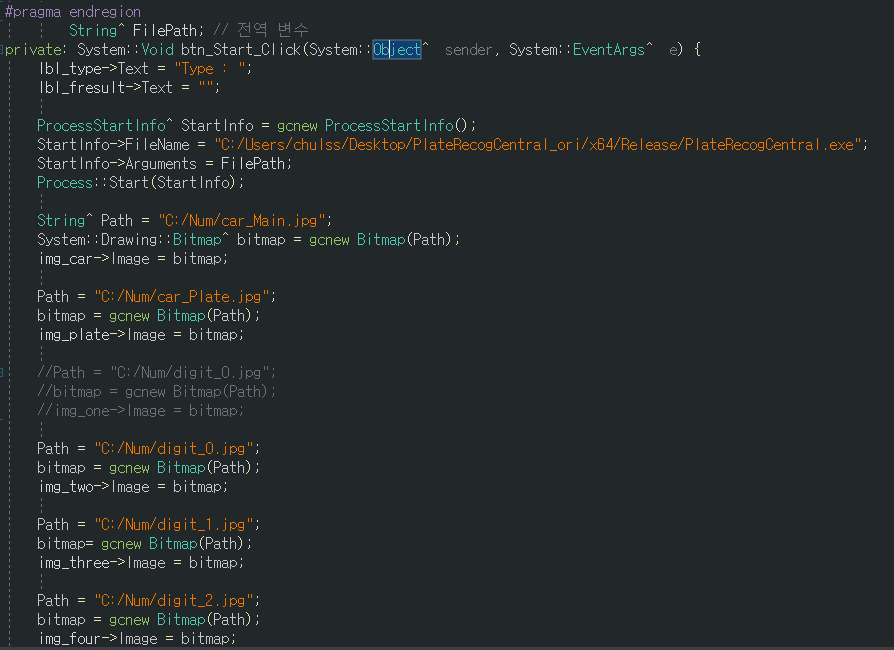 #pragma endregion
String^ FilePath; // 전역 변수
private: System::Void btn_Start_Click(System::Object^ sender, System::EventArgs^ e) {
lbl_type->Text = "Type : ";
lbl_fresult->Text = "";
ProcessStartInfo^ StartInfo = gcnew ProcessStartInfo();
StartInfo->FileName = "C:/Users/chulss/Desktop/PlateRecogCentral_ori/x64/Release/PlateRecogCentral.exe";
StartInfo->Arguments = FilePath;
Process::Start(StartInfo);
String^ Path = "C:/Num/car_Main.jpg";
System::Drawing::Bitmap^ bitmap = gcnew Bitmap(Path);
img_car->Image = bitmap;
Path = "C:/Num/car_Plate.jpg";
bitmap = gcnew Bitmap(Path);
img_plate->Image = bitmap;
//Path = "C:/Num/digit_0.jpg";
//bitmap = gcnew Bitmap(Path);
//img_one->Image = bitmap;
Path = "C:/Num/digit_0.jpg";
bitmap = gcnew Bitmap(Path);
img_two->Image = bitmap;
Path = "C:/Num/digit_1.jpg";
bitmap= gcnew Bitmap(Path);
img_three->Image = bitmap;
Path = "C:/Num/digit_2.jpg";
bitmap = gcnew Bitmap(Path);
img_four->Image = bitmap;